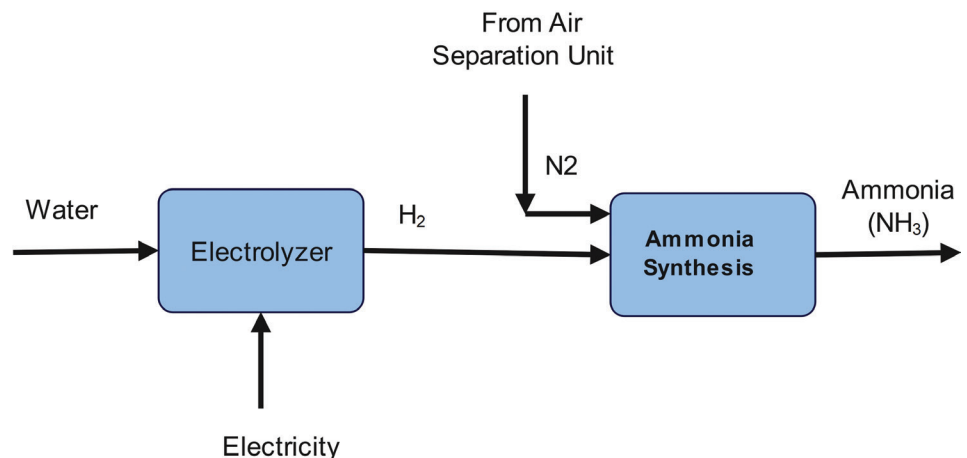 From Air
Separation Unit
N2
Water
H₂
Ammonia
(NH₃)
Electrolyzer
Ammonia
Synthesis
Electricity